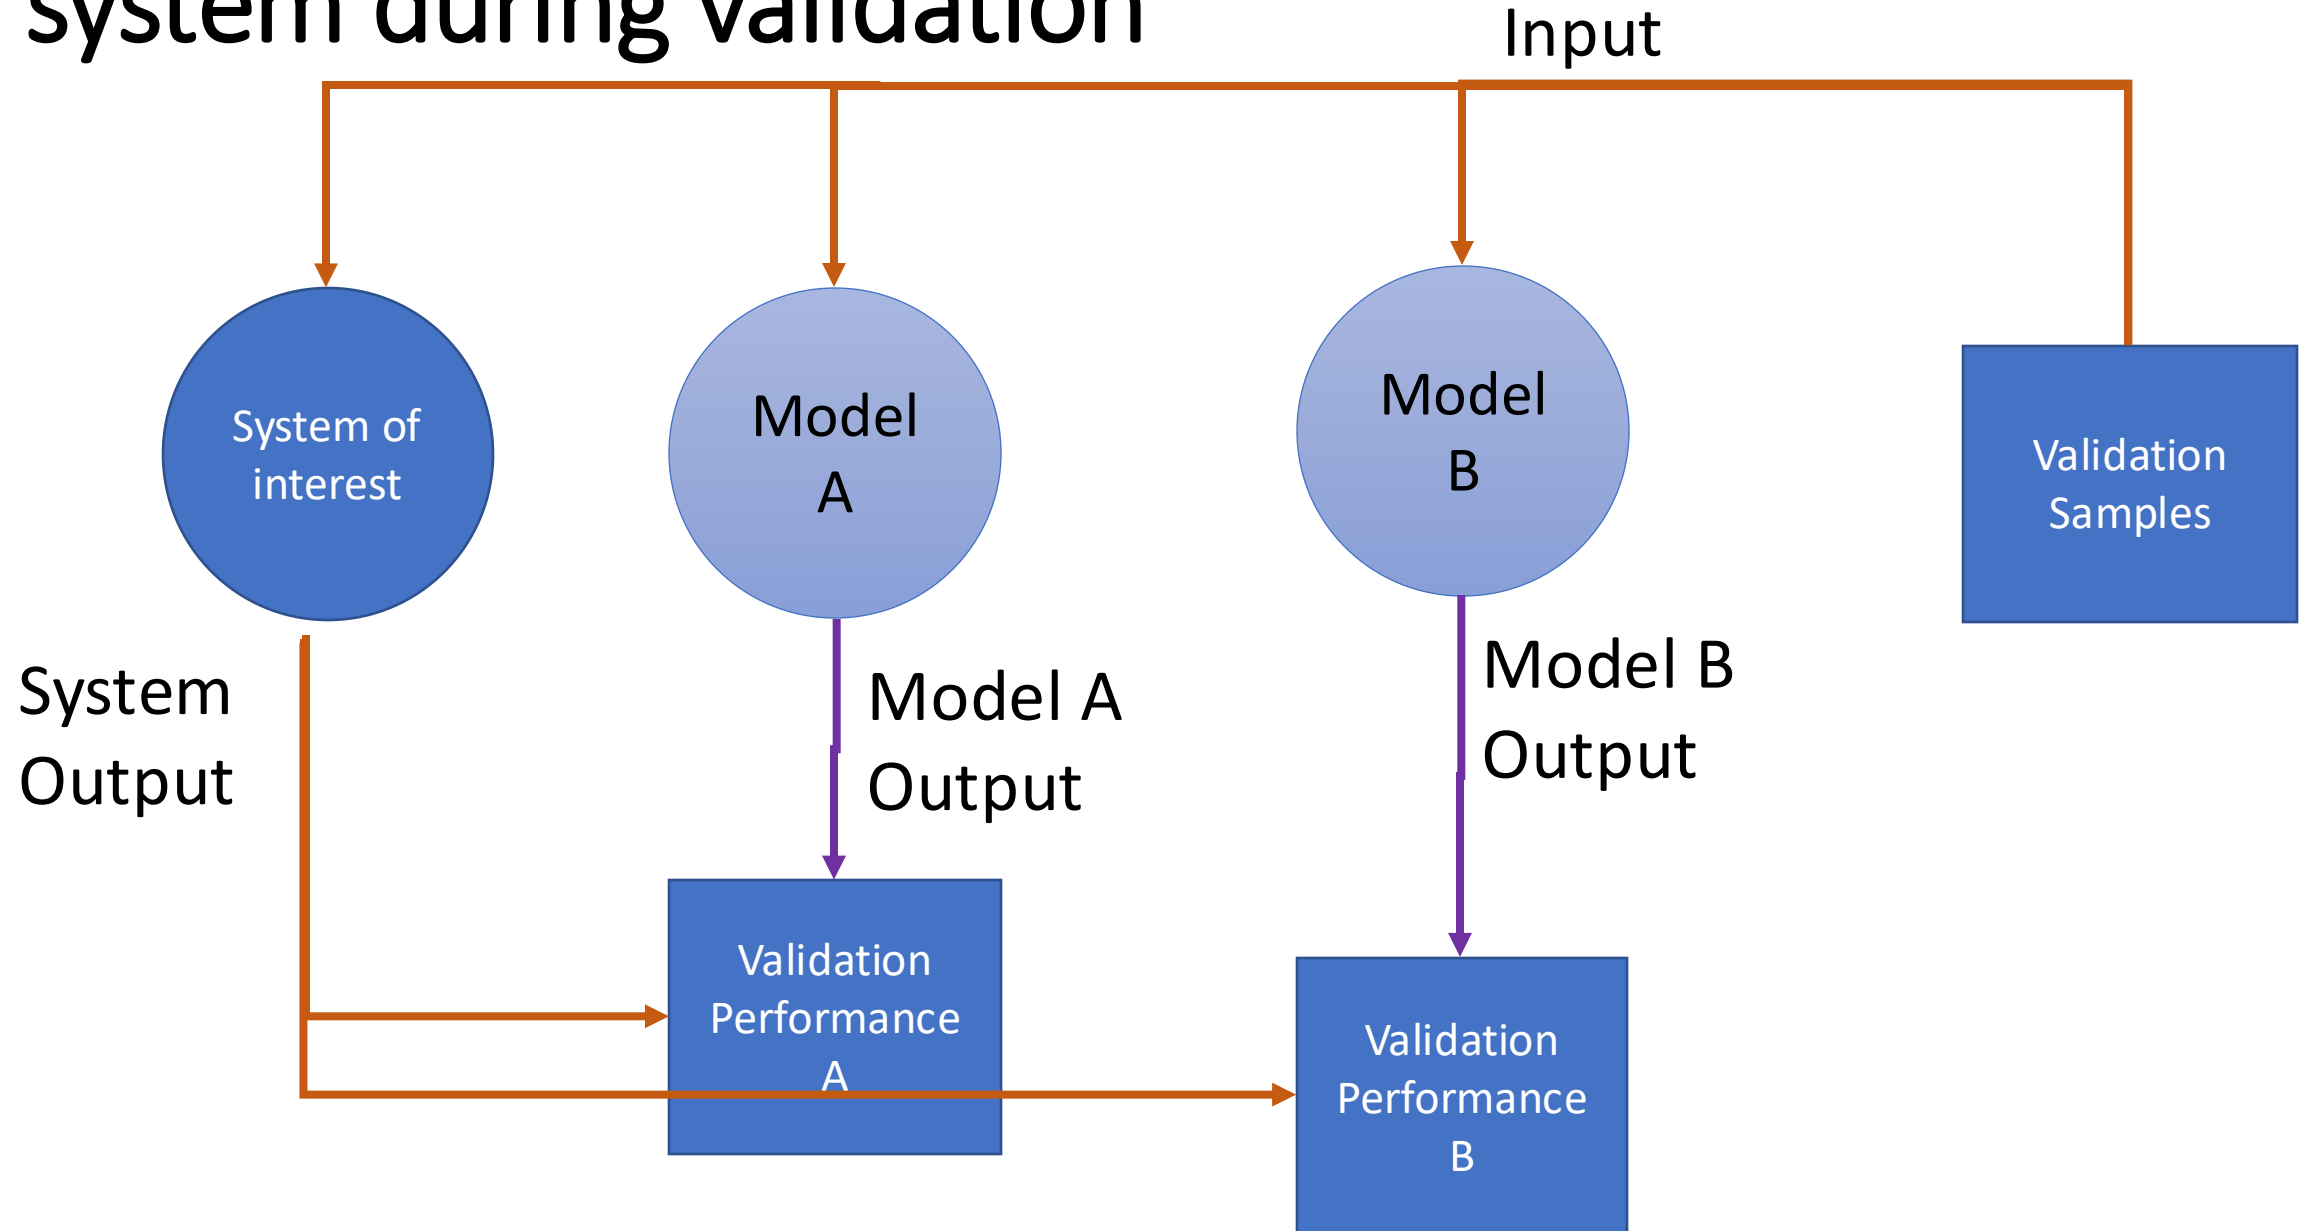 system during validation
Input
System of
interest
Model
A
Model
B
Validation
Samples
System
Output
Model A
Output
Model B
Output
Validation
Performance
A
Validation
Performance
B